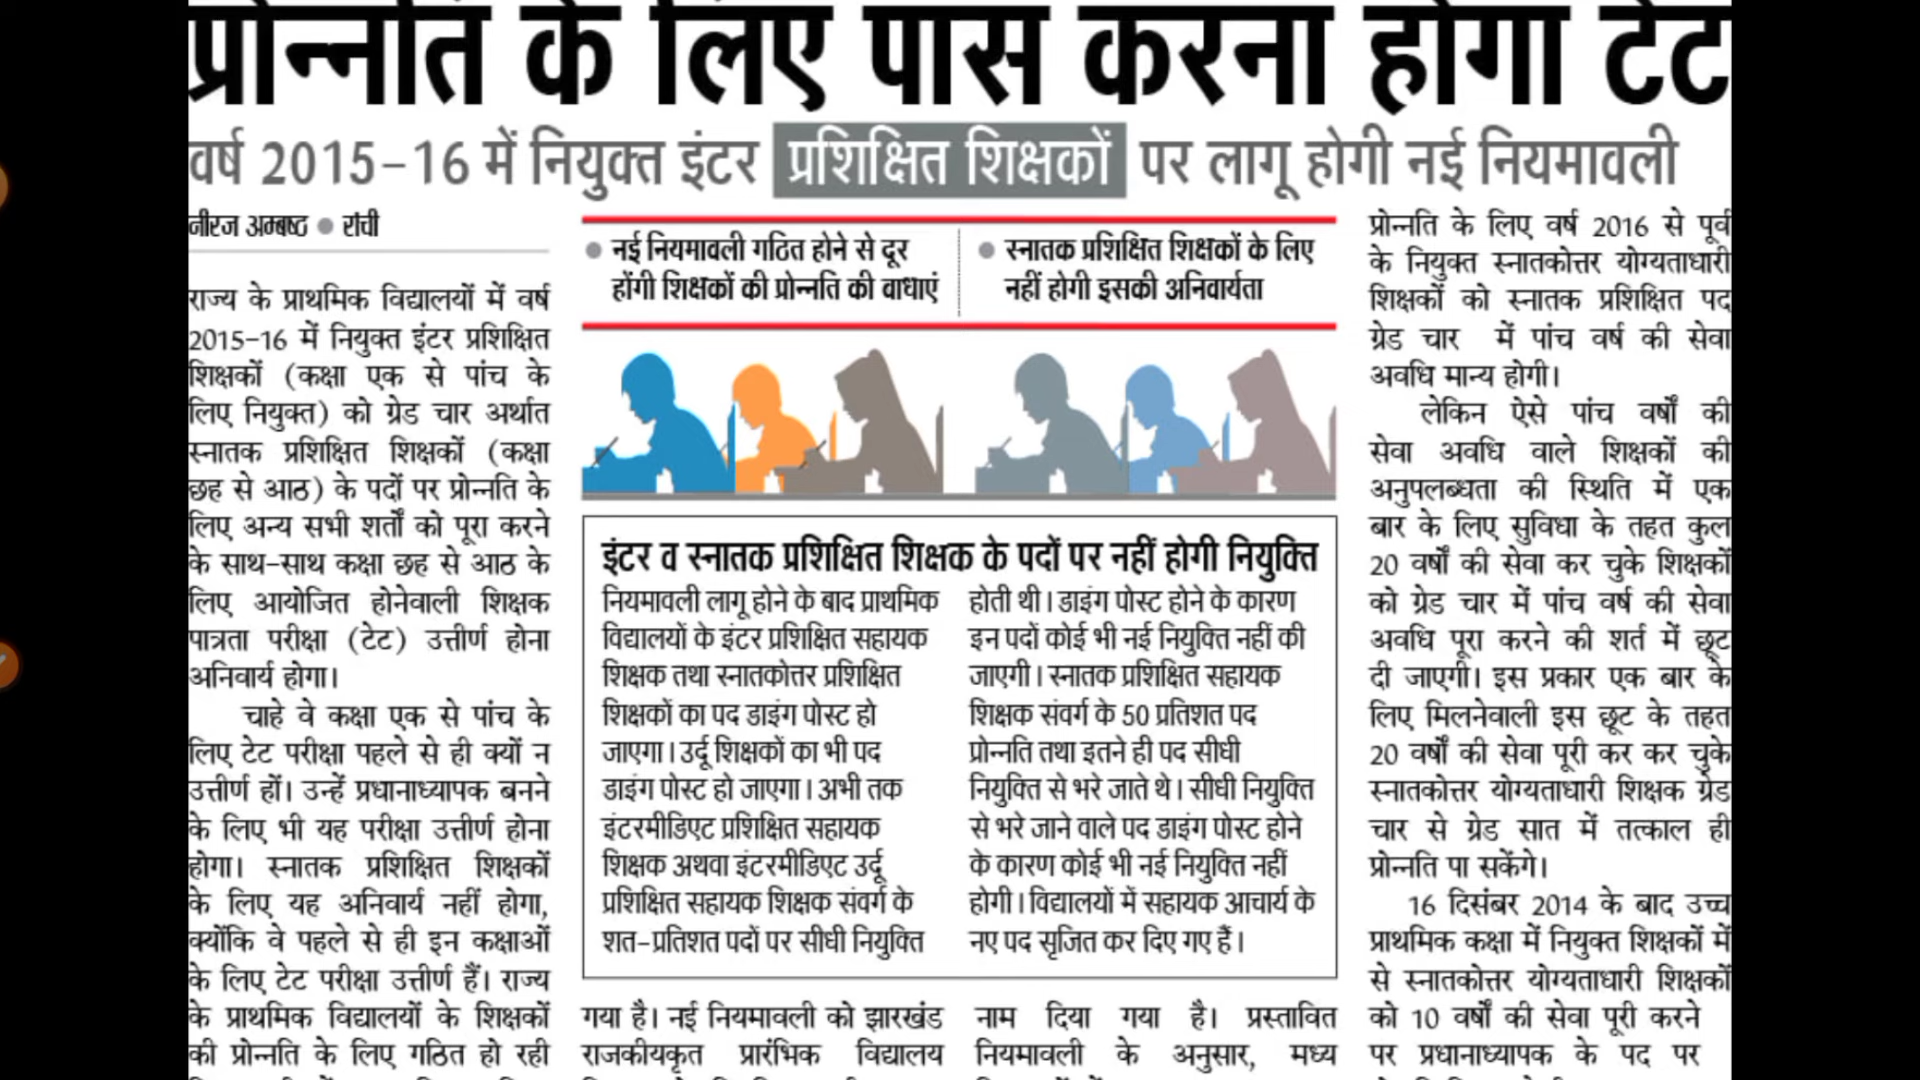 प्रोन्नति के लिए पास करना होगा टेट
वर्ष 2015-16 में नियुक्त इंटर प्रशिक्षित शिक्षकों पर लागू होगी नई नियमावली
नीरज अम्बष्ठ ● रांची
राज्य के प्राथमिक विद्यालयों में वर्ष
2015-16 में नियुक्त इंटर प्रशिक्षित
शिक्षकों (कक्षा एक से पांच के
लिए नियुक्त) को ग्रेड चार अर्थात
स्नातक प्रशिक्षित शिक्षकों (कक्षा
छह से आठ) के पदों पर प्रोन्नति के
लिए अन्य सभी शर्तों को पूरा करने
के साथ-साथ कक्षा छह से आठ के
लिए आयोजित होनेवाली शिक्षक
पात्रता परीक्षा (टेट) उत्तीर्ण होना
अनिवार्य होगा।
चाहे वे कक्षा एक से पांच के
लिए टेट परीक्षा पहले से ही क्यों न
उत्तीर्ण हों। उन्हें प्रधानाध्यापक बनने
के लिए भी यह परीक्षा उत्तीर्ण होना
होगा। स्नातक प्रशिक्षित शिक्षकों
के लिए यह अनिवार्य नहीं होगा,
क्योंकि वे पहले से ही इन कक्षाओं
के लिए टेट परीक्षा उत्तीर्ण हैं। राज्य
के प्राथमिक विद्यालयों के शिक्षकों
की प्रोन्नति के लिए गठित हो रही
● नई नियमावली गठित होने से दूर
होंगी शिक्षकों की प्रोन्नति की बाधाएं
● स्नातक प्रशिक्षित शिक्षकों के लिए
नहीं होगी इसकी अनिवार्यता
इंटर व स्नातक प्रशिक्षित शिक्षक के पदों पर नहीं होगी नियुक्ति
नियमावली लागू होने के बाद प्राथमिक
विद्यालयों के इंटर प्रशिक्षित सहायक
शिक्षक तथा स्नातकोत्तर प्रशिक्षित
शिक्षकों का पद डाइंग पोस्ट हो
जाएगा। उर्दू शिक्षकों का भी पद
डाइंग पोस्ट हो जाएगा। अभी तक
इंटरमीडिएट प्रशिक्षित सहायक
शिक्षक अथवा इंटरमीडिएट उर्दू
प्रशिक्षित सहायक शिक्षक संवर्ग के
शत-प्रतिशत पदों पर सीधी नियुक्ति
होती थी। डाइंग पोस्ट होने के कारण
इन पदों कोई भी नई नियुक्ति नहीं की
जाएगी। स्नातक प्रशिक्षित सहायक
शिक्षक संवर्ग के 50 प्रतिशत पद
प्रोन्नति तथा इतने ही पद सीधी
नियुक्ति से भरे जाते थे। सीधी नियुक्ति
से भरे जाने वाले पद डाइंग पोस्ट होने
के कारण कोई भी नई नियुक्ति नहीं
होगी। विद्यालयों में सहायक आचार्य के
नए पद सृजित कर दिए गए हैं।
गया है। नई नियमावली को झारखंड
राजकीयकृत प्रारंभिक विद्यालय
नाम दिया गया है। प्रस्तावित
नियमावली के अनुसार, मध्य
प्रोन्नति के लिए वर्ष 2016 से पूर्व
के नियुक्त स्नातकोत्तर योग्यताधारी
शिक्षकों को स्नातक प्रशिक्षित पद
ग्रेड चार में पांच वर्ष की सेवा
अवधि मान्य होगी।
लेकिन ऐसे पांच वर्षों की
सेवा अवधि वाले शिक्षकों की
अनुपलब्धता की स्थिति में एक
बार के लिए सुविधा के तहत कुल
20 वर्षों की सेवा कर चुके शिक्षकों
को ग्रेड चार में पांच वर्ष की सेवा
अवधि पूरा करने की शर्त में छूट
दी जाएगी। इस प्रकार एक बार के
लिए मिलनेवाली इस छूट के तहत
20 वर्षों की सेवा पूरी कर कर चुके
स्नातकोत्तर योग्यताधारी शिक्षक ग्रेड
चार से ग्रेड सात में तत्काल ही
प्रोन्नति पा सकेंगे।
16 दिसंबर 2014 के बाद उच्च
प्राथमिक कक्षा में नियुक्त शिक्षकों में
से स्नातकोत्तर योग्यताधारी शिक्षकों
को 10 वर्षों की सेवा पूरी करने
पर प्रधानाध्यापक के पद पर